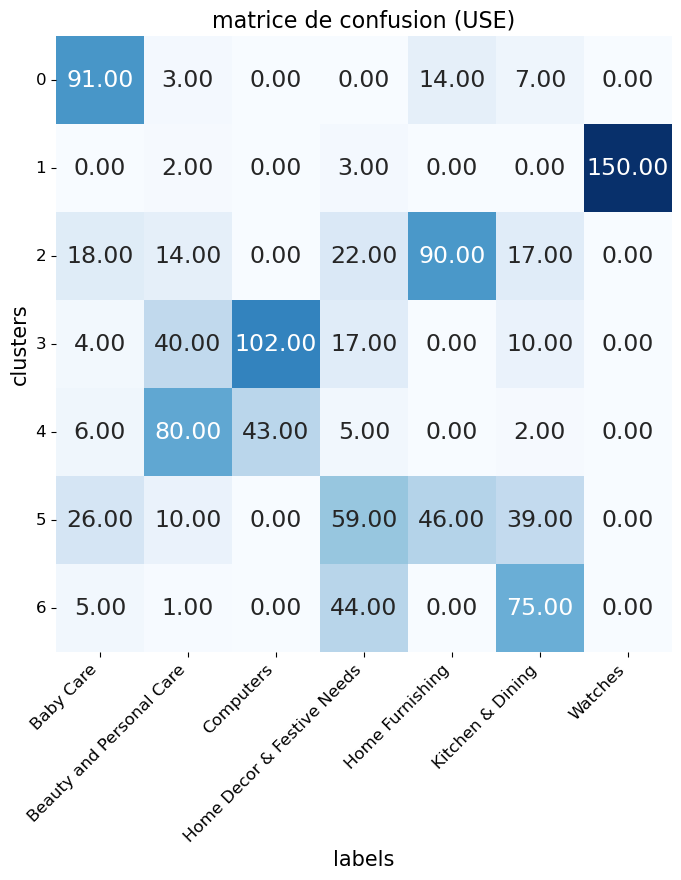 matrice de confusion (USE)
0 91.00 3.00 0.00 0.00 14.00 7.00 0.00
1 0.00 2.00 0.00 3.00 0.00 0.00 150.00
2 18.00 14.00 0.00 22.00 90.00 17.00 0.00
clusters
3 4.00 40.00 102.00 17.00 0.00 10.00 0.00
4 6.00 80.00 43.00 5.00 0.00 2.00 0.00
5 26.00 10.00 0.00 59.00 46.00 39.00 0.00
6 5.00 1.00 0.00 44.00 0.00 75.00 0.00
Baby Care
Beauty and Personal Care
Computers
Home Decor & Festive Needs
Home Furnishing
Kitchen & Dining
Watches
labels